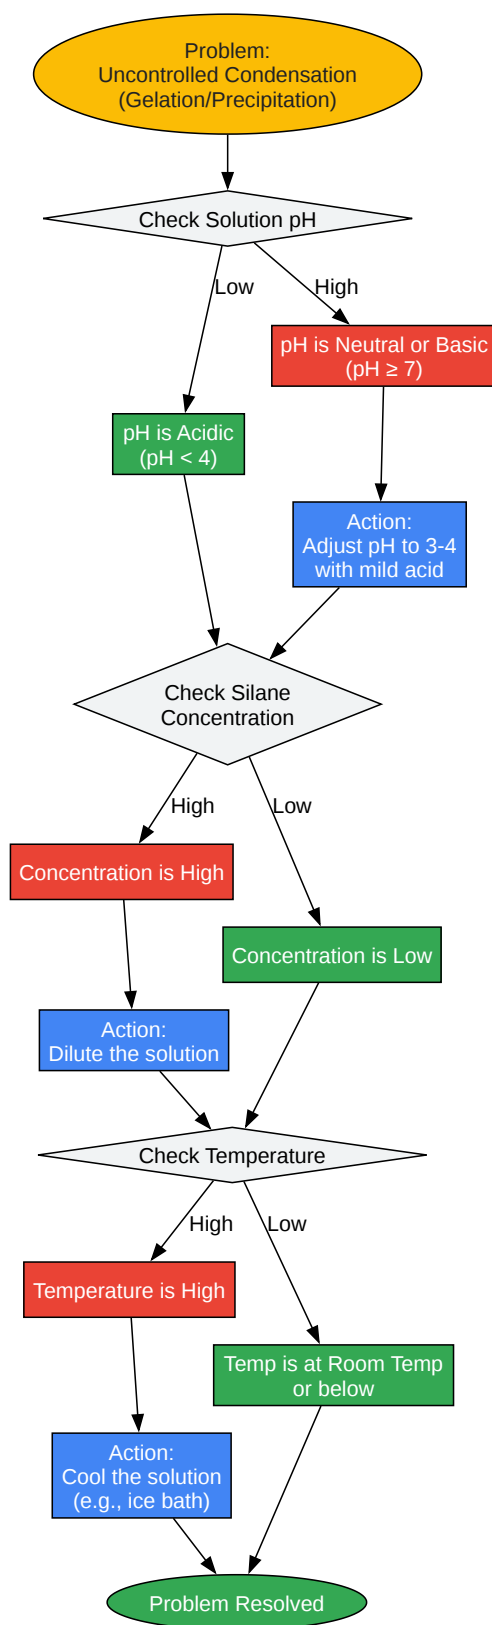 Problem:
Uncontrolled Condensation
(Gelation/Precipitation)
Check Solution pH
Low
High
pH is Neutral or Basic
(pH ≥ 7)
pH is Acidic
(pH < 4)
Action:
Adjust pH to 3-4
with mild acid
Check Silane
Concentration
High
Low
Concentration is High
Concentration is Low
Action:
Dilute the solution
Check Temperature
High
Low
Temperature is High
Temp is at Room Temp
or below
Action:
Cool the solution
(e.g., ice bath)
Problem Resolved